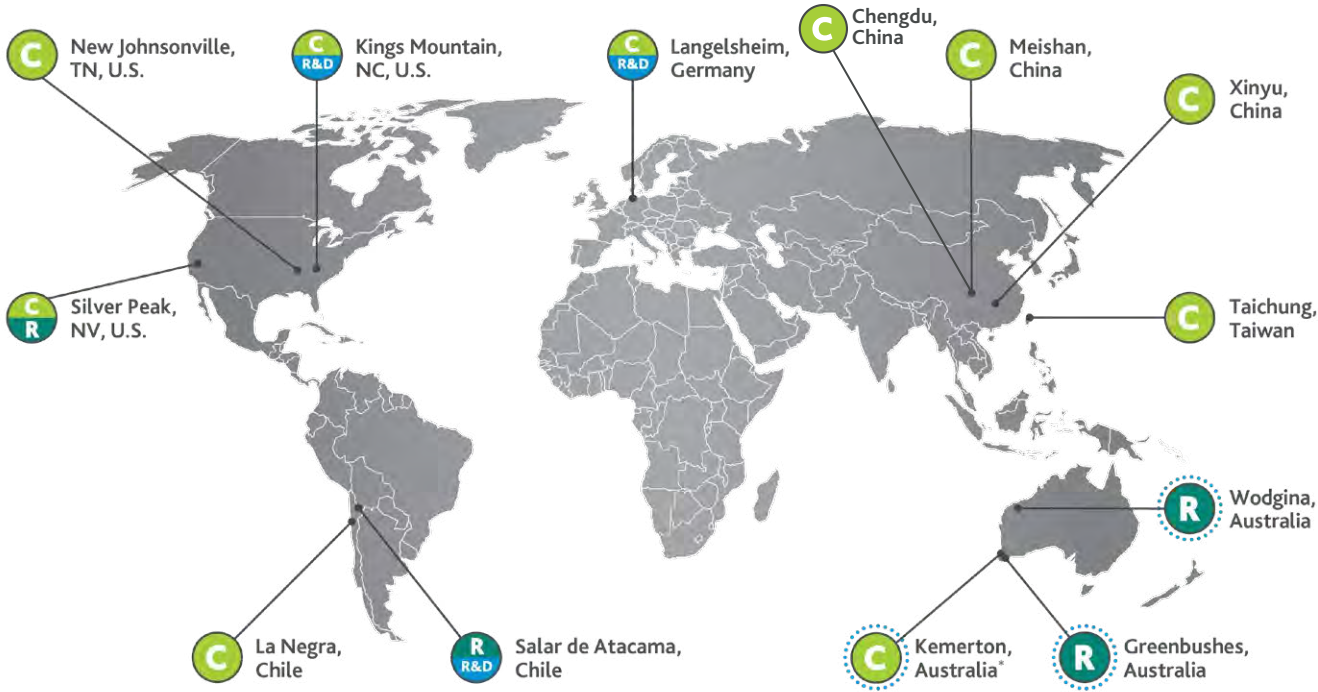 C
New Johnsonville,
TN, U.S.
C
R&D
Kings Mountain,
NC, U.S.
C
R&D
Langelsheim,
Germany
C
Chengdu,
China
C
Meishan,
China
C
Xinyu,
China
C
R
Silver Peak,
NV, U.S.
C
Taichung,
Taiwan
R
Wodgina,
Australia
C
La Negra,
Chile
R
R&D
Salar de Atacama,
Chile
C
Kemerton,
Australia*
R
Greenbushes,
Australia